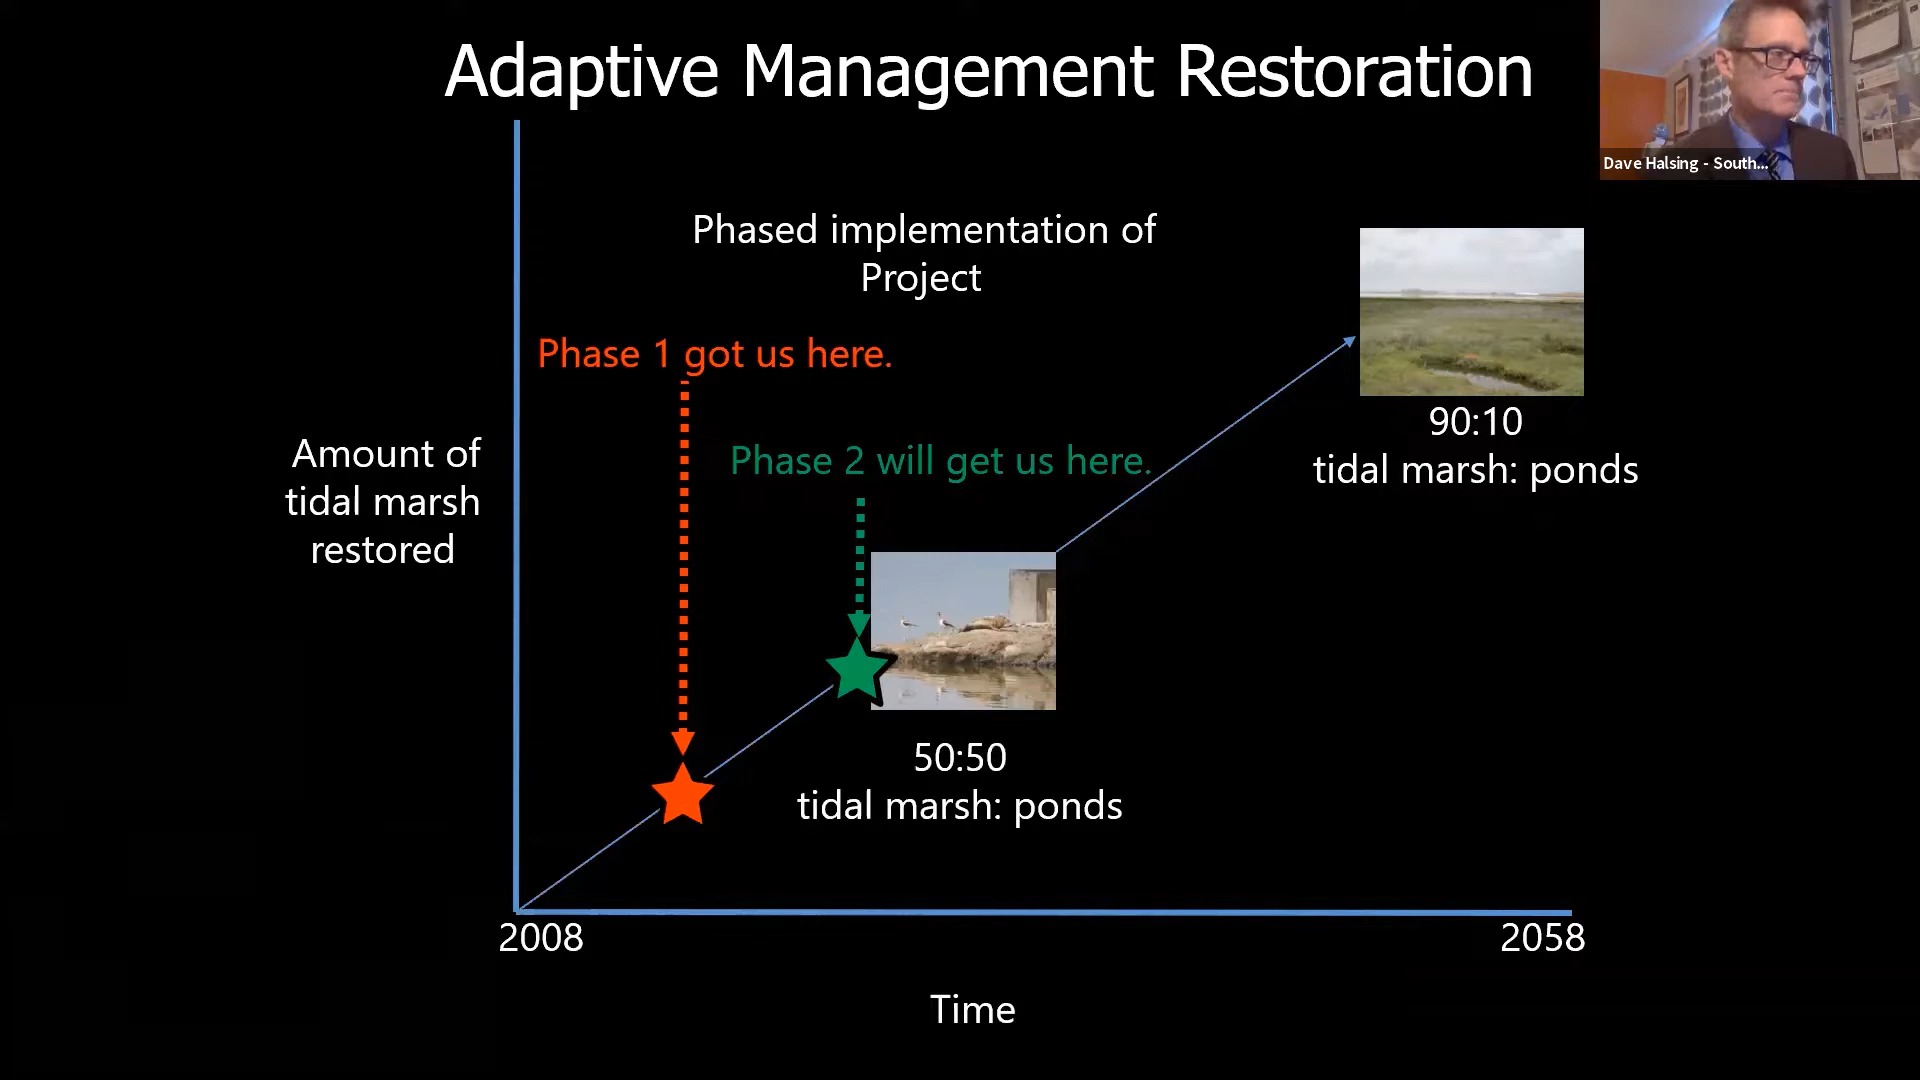 Adaptive Management Restoration
Dave Halsing - South...
Phased implementation of
Project
Phase 1 got us here.
Phase 2 will get us here.
Amount of
tidal marsh
restored
90:10
tidal marsh: ponds
50:50
tidal marsh: ponds
2008
2058
Time